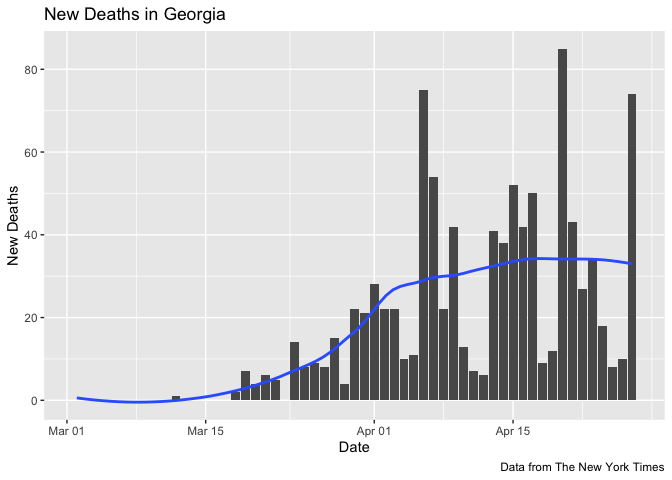 New Deaths in Georgia
80
60
40
20
0
New Deaths
Mar 01 Mar 15 Apr 01 Apr 15
Date
Data from The New York Times